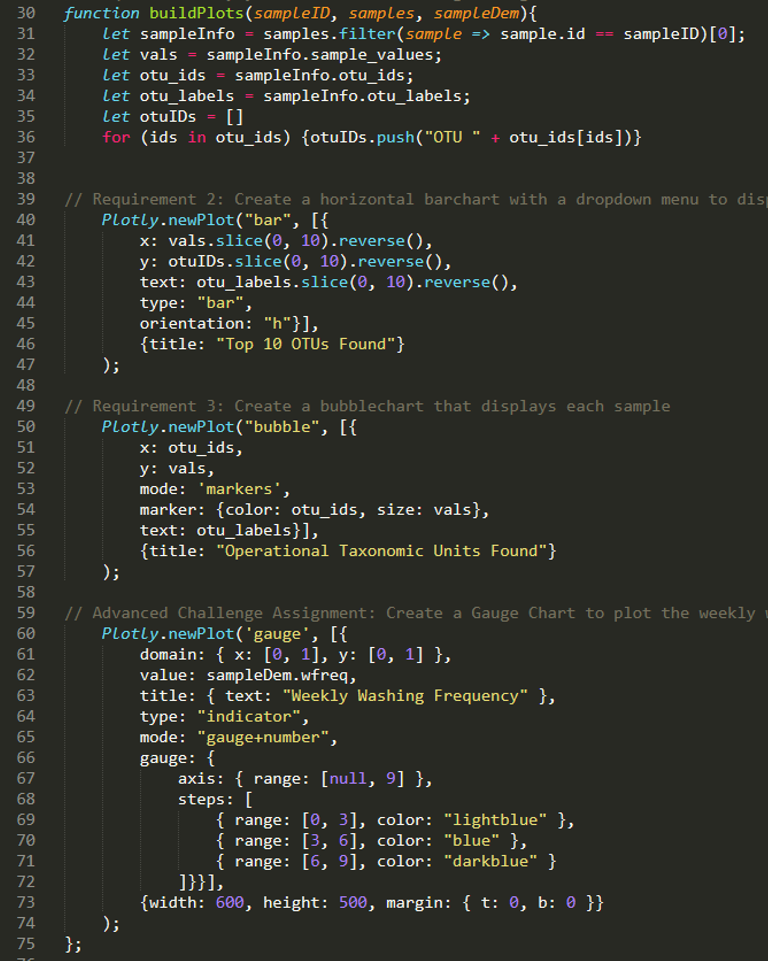 30 function buildPlots(sampleID, samples, sampleDem){
31 let sampleInfo = samples.filter(sample => sample.id == sampleID)[0];
32 let vals = sampleInfo.sample_values;
33 let otu_ids = sampleInfo.otu_ids;
34 let otu_labels = sampleInfo.otu_labels;
35 let otuIDs = []
36 for (ids in otu_ids) {otuIDs.push("OTU " + otu_ids[ids])}
37
38
39 // Requirement 2: Create a horizontal barchart with a dropdown menu to
40 Plotly.newPlot("bar", [{
41 x: vals.slice(0, 10).reverse(),
42 y: otuIDs.slice(0, 10).reverse(),
43 text: otu_labels.slice(0, 10).reverse(),
44 type: "bar",
45 orientation: "h"}],
46 {title: "Top 10 OTUs Found"}
47 );
48
49 // Requirement 3: Create a bubblechart that displays each sample
50 Plotly.newPlot("bubble", [{
51 x: otu_ids,
52 y: vals,
53 mode: 'markers',
54 marker: {color: otu_ids, size: vals},
55 text: otu_labels}],
56 {title: "Operational Taxonomic Units Found"}
57 );
58
59 // Advanced Challenge Assignment: Create a Gauge Chart to plot the weekly
60 Plotly.newPlot('gauge', [{
61 domain: { x: [0, 1], y: [0, 1] },
62 value: sampleDem.wfreq,
63 title: { text: "Weekly Washing Frequency" },
64 type: "indicator",
65 mode: "gauge+number",
66 gauge: {
67 axis: { range: [null, 9] },
68 steps: [
69 { range: [0, 3], color: "lightblue" },
70 { range: [3, 6], color: "blue" },
71 { range: [6, 9], color: "darkblue" }
72 ]}}],
73 {width: 600, height: 500, margin: { t: 0, b: 0 }}
74 );
75 };